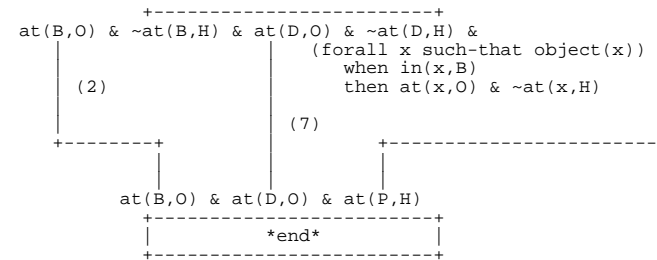 at(B,O) & ~at(B,H) & at(D,O) & ~at(D,H) &
(forall x such-that object(x))
when in(x,B)
(2) then at(x,O) & ~at(x,H)
(7)
at(B,O) & at(D,O) & at(P,H)
*end*